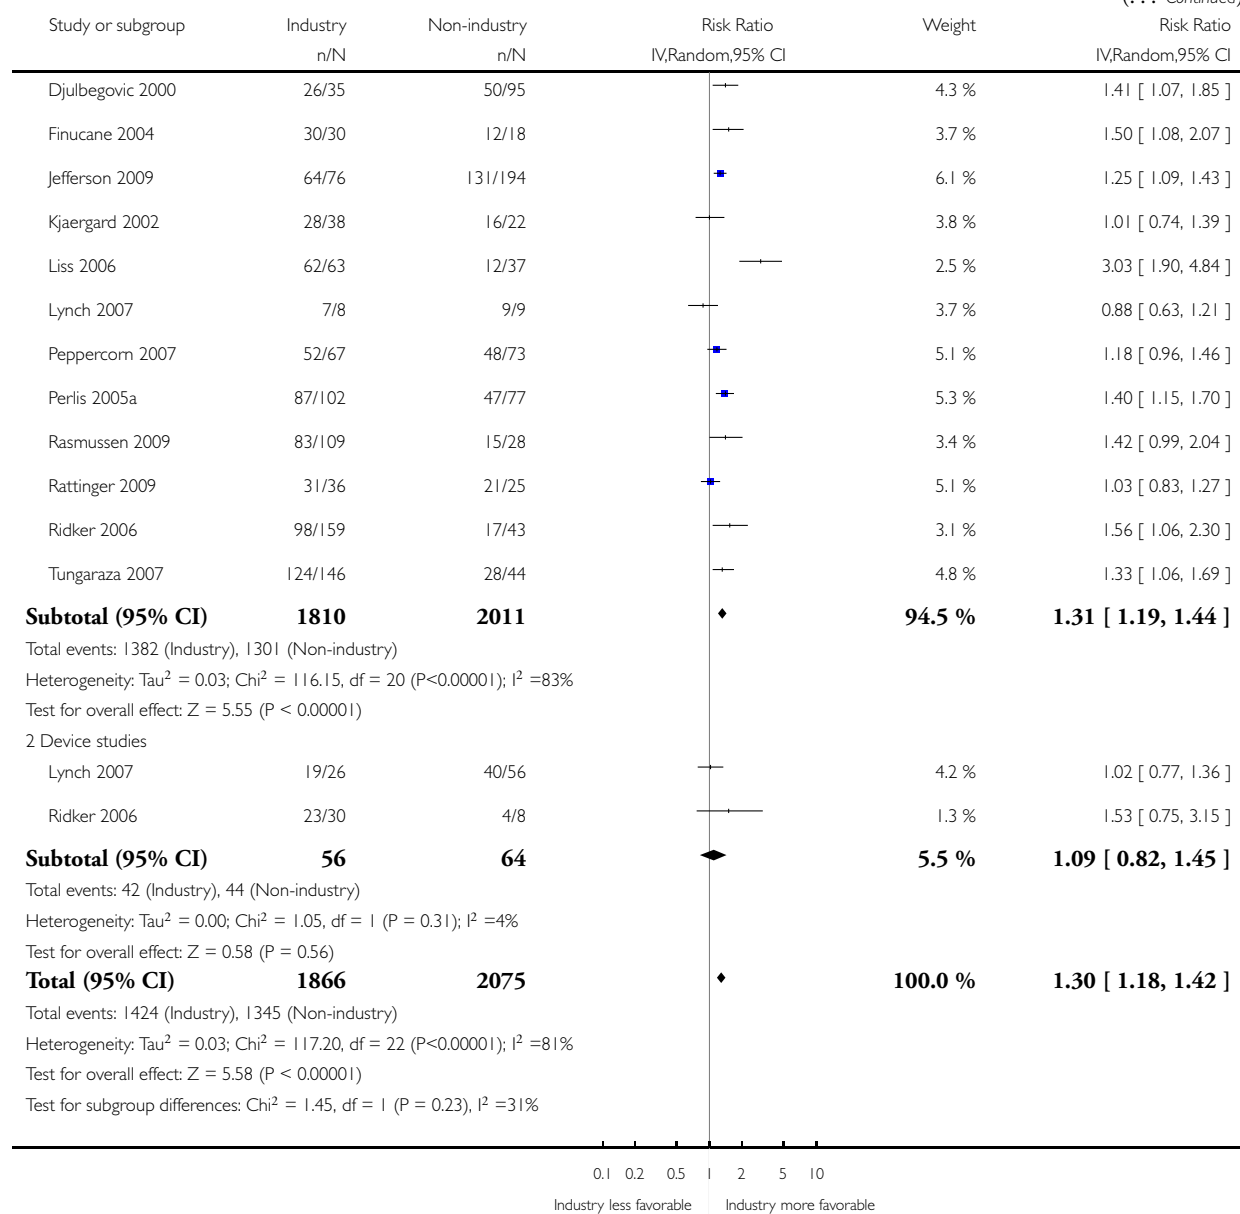 (. . . Continued)
Study or subgroup Industry Non-industry Risk Ratio Weight Risk Ratio
n/N n/N IV,Random,95% CI IV,Random,95% CI
Djulbegovic 2000 26/35 50/95 4.3 % 1.41 [ 1.07, 1.85 ]
Finucane 2004 30/30 12/18 3.7 % 1.50 [ 1.08, 2.07 ]
Jefferson 2009 64/76 131/194 6.1 % 1.25 [ 1.09, 1.43 ]
Kjaergard 2002 28/38 16/22 3.8 % 1.01 [ 0.74, 1.39 ]
Liss 2006 62/63 12/37 2.5 % 3.03 [ 1.90, 4.84 ]
Lynch 2007 7/8 9/9 3.7 % 0.88 [ 0.63, 1.21 ]
Peppercorn 2007 52/67 48/73 5.1 % 1.18 [ 0.96, 1.46 ]
Perlis 2005a 87/102 47/77 5.3 % 1.40 [ 1.15, 1.70 ]
Rasmussen 2009 83/109 15/28 3.4 % 1.42 [ 0.99, 2.04 ]
Rattinger 2009 31/36 21/25 5.1 % 1.03 [ 0.83, 1.27 ]
Ridker 2006 98/159 17/43 3.1 % 1.56 [ 1.06, 2.30 ]
Tungaraza 2007 124/146 28/44 4.8 % 1.33 [ 1.06, 1.69 ]
Subtotal (95% CI) 1810 2011 94.5 % 1.31 [ 1.19, 1.44 ]
Total events: 1382 (Industry), 1301 (Non-industry)
Heterogeneity: Tau² = 0.03; Chi² = 116.15, df = 20 (P<0.00001); I² =83%
Test for overall effect: Z = 5.55 (P < 0.00001)
2 Device studies
Lynch 2007 19/26 40/56 4.2 % 1.02 [ 0.77, 1.36 ]
Ridker 2006 23/30 4/8 1.3 % 1.53 [ 0.75, 3.15 ]
Subtotal (95% CI) 56 64 5.5 % 1.09 [ 0.82, 1.45 ]
Total events: 42 (Industry), 44 (Non-industry)
Heterogeneity: Tau² = 0.00; Chi² = 1.05, df = 1 (P = 0.31); I² =4%
Test for overall effect: Z = 0.58 (P = 0.56)
Total (95% CI) 1866 2075 100.0 % 1.30 [ 1.18, 1.42 ]
Total events: 1424 (Industry), 1345 (Non-industry)
Heterogeneity: Tau² = 0.03; Chi² = 117.20, df = 22 (P<0.00001); I² =81%
Test for overall effect: Z = 5.58 (P < 0.00001)
Test for subgroup differences: Chi² = 1.45, df = 1 (P = 0.23), I² =31%
0.1 0.2 0.5 1 2 5 10
Industry less favorable Industry more favorable